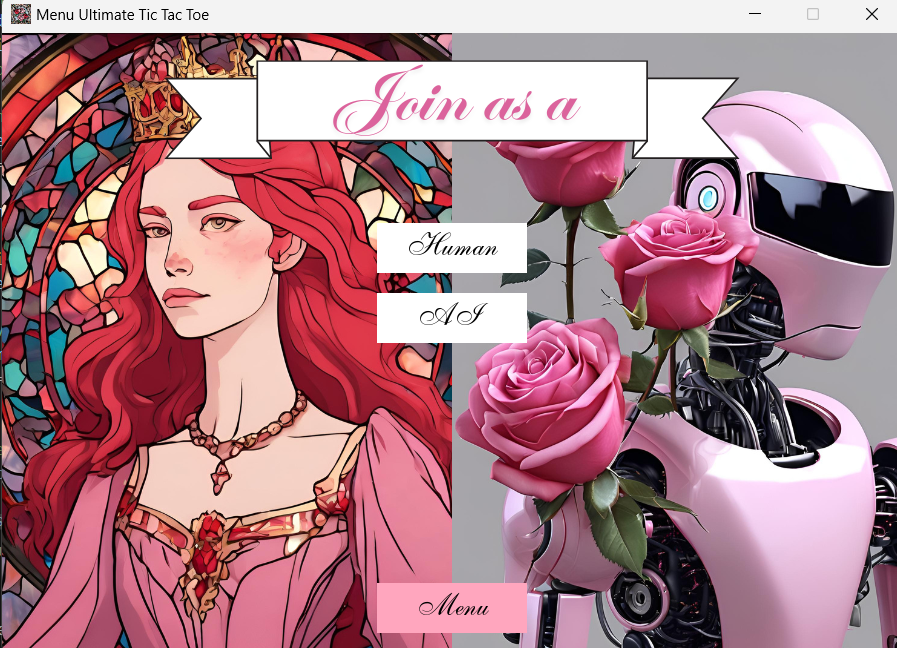 Menu Ultimate Tic Tac Toe
Join as a
Human
AI
Menu